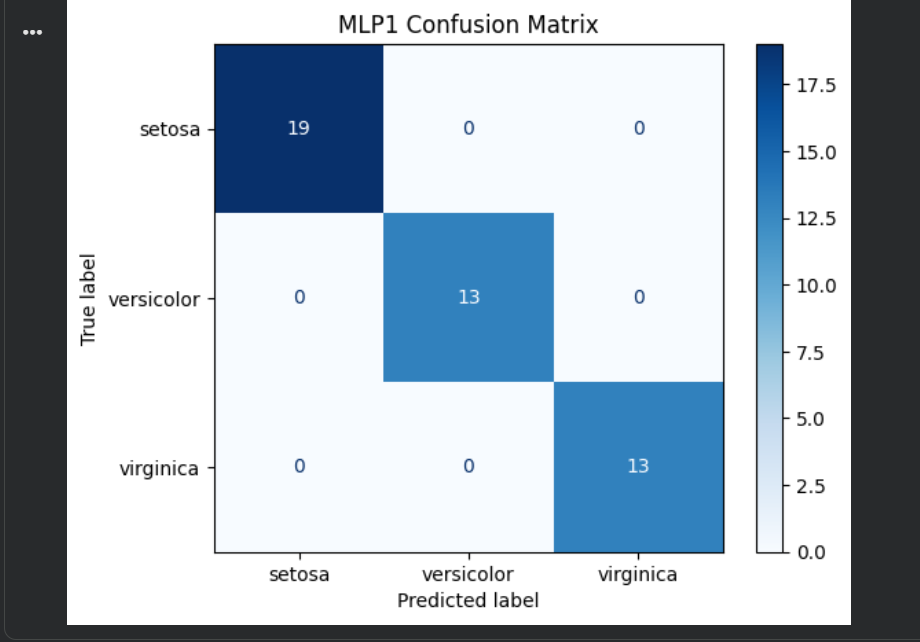 MLP1 Confusion Matrix
setosa
19 0 0
versicolor
0 13 0
virginica
0 0 13
setosa versicolor virginica
Predicted label
True label
17.5
15.0
12.5
10.0
7.5
5.0
2.5
0.0